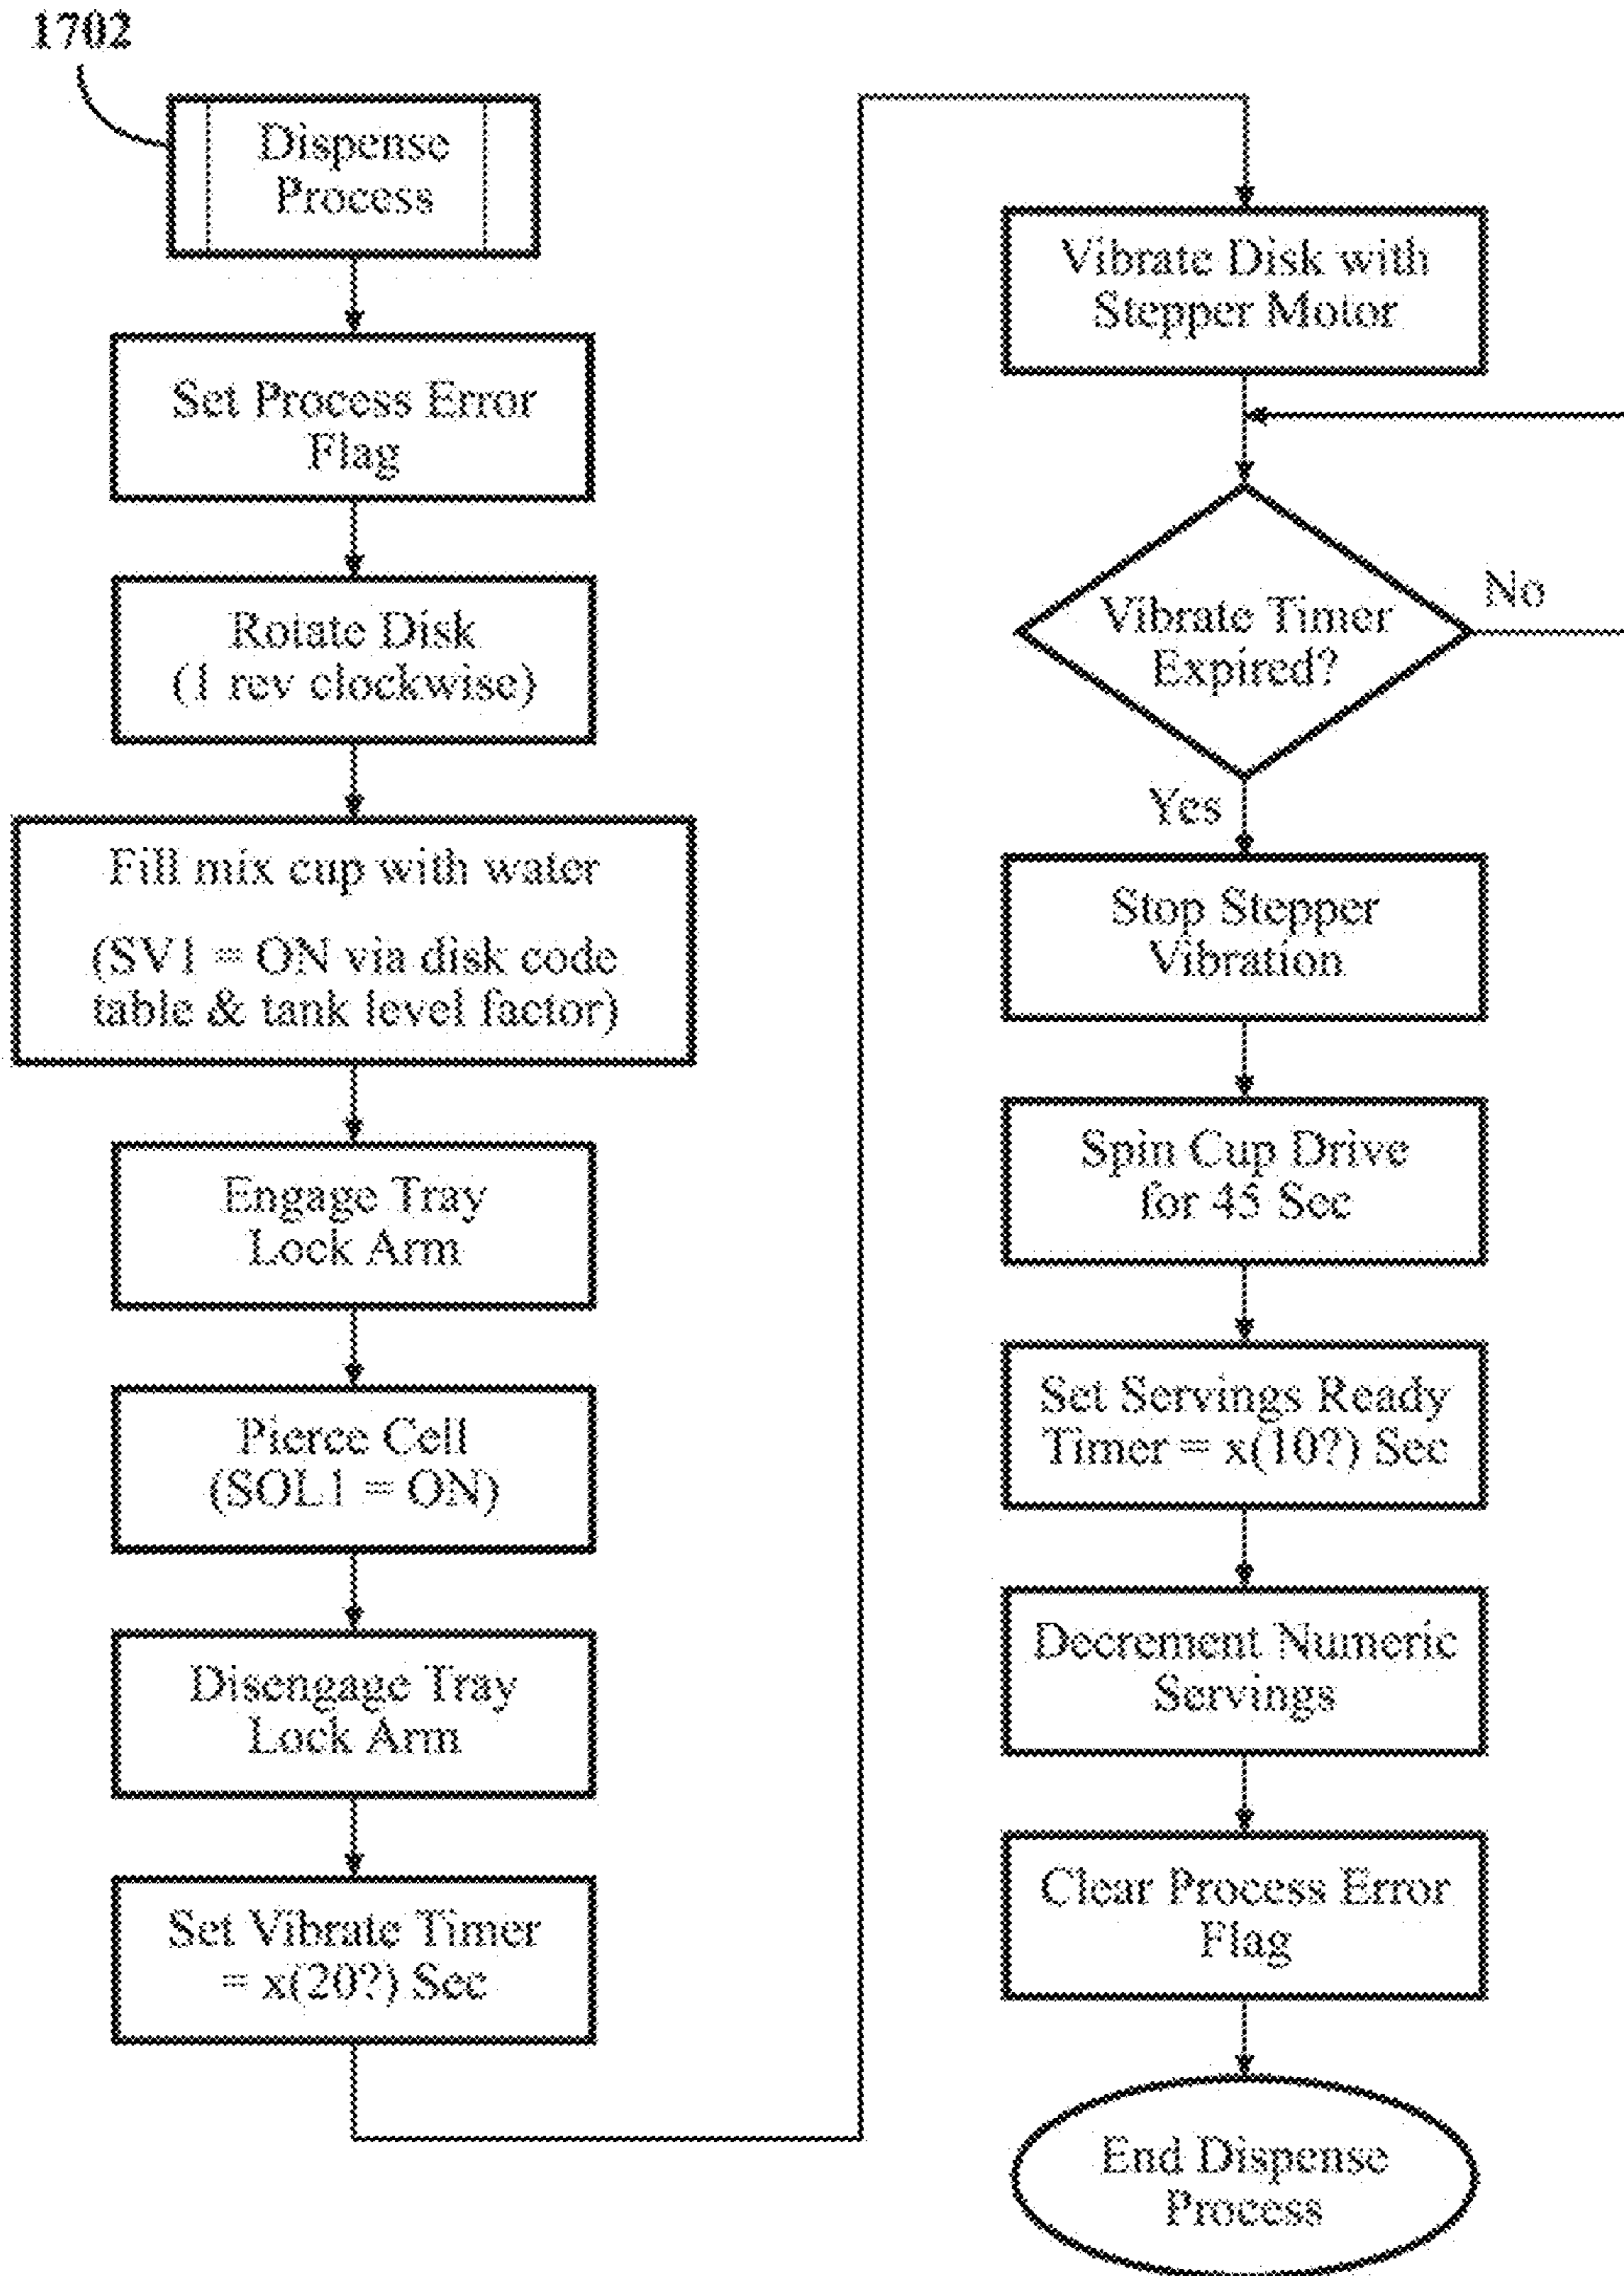 1702
Dispense
Process
Set Process Error
Flag
Rotate Disk
(1 rev clockwise)
Fill mix cup with water
(SV1 = ON via disk code
table & tank level factor)
Engage Tray
Lock Arm
Pierce Cell
(SOL1 = ON)
Disengage Tray
Lock Arm
Set Vibrate Timer
= x(20?) Sec
Vibrate Disk with
Stepper Motor
Vibrate Timer
Expired?
No
Yes
Stop Stepper
Vibration
Spin Cup Drive
for 45 Sec
Set Servings Ready
Timer = x(10?) Sec
Decrement Numeric
Servings
Clear Process Error
Flag
End Dispense
Process